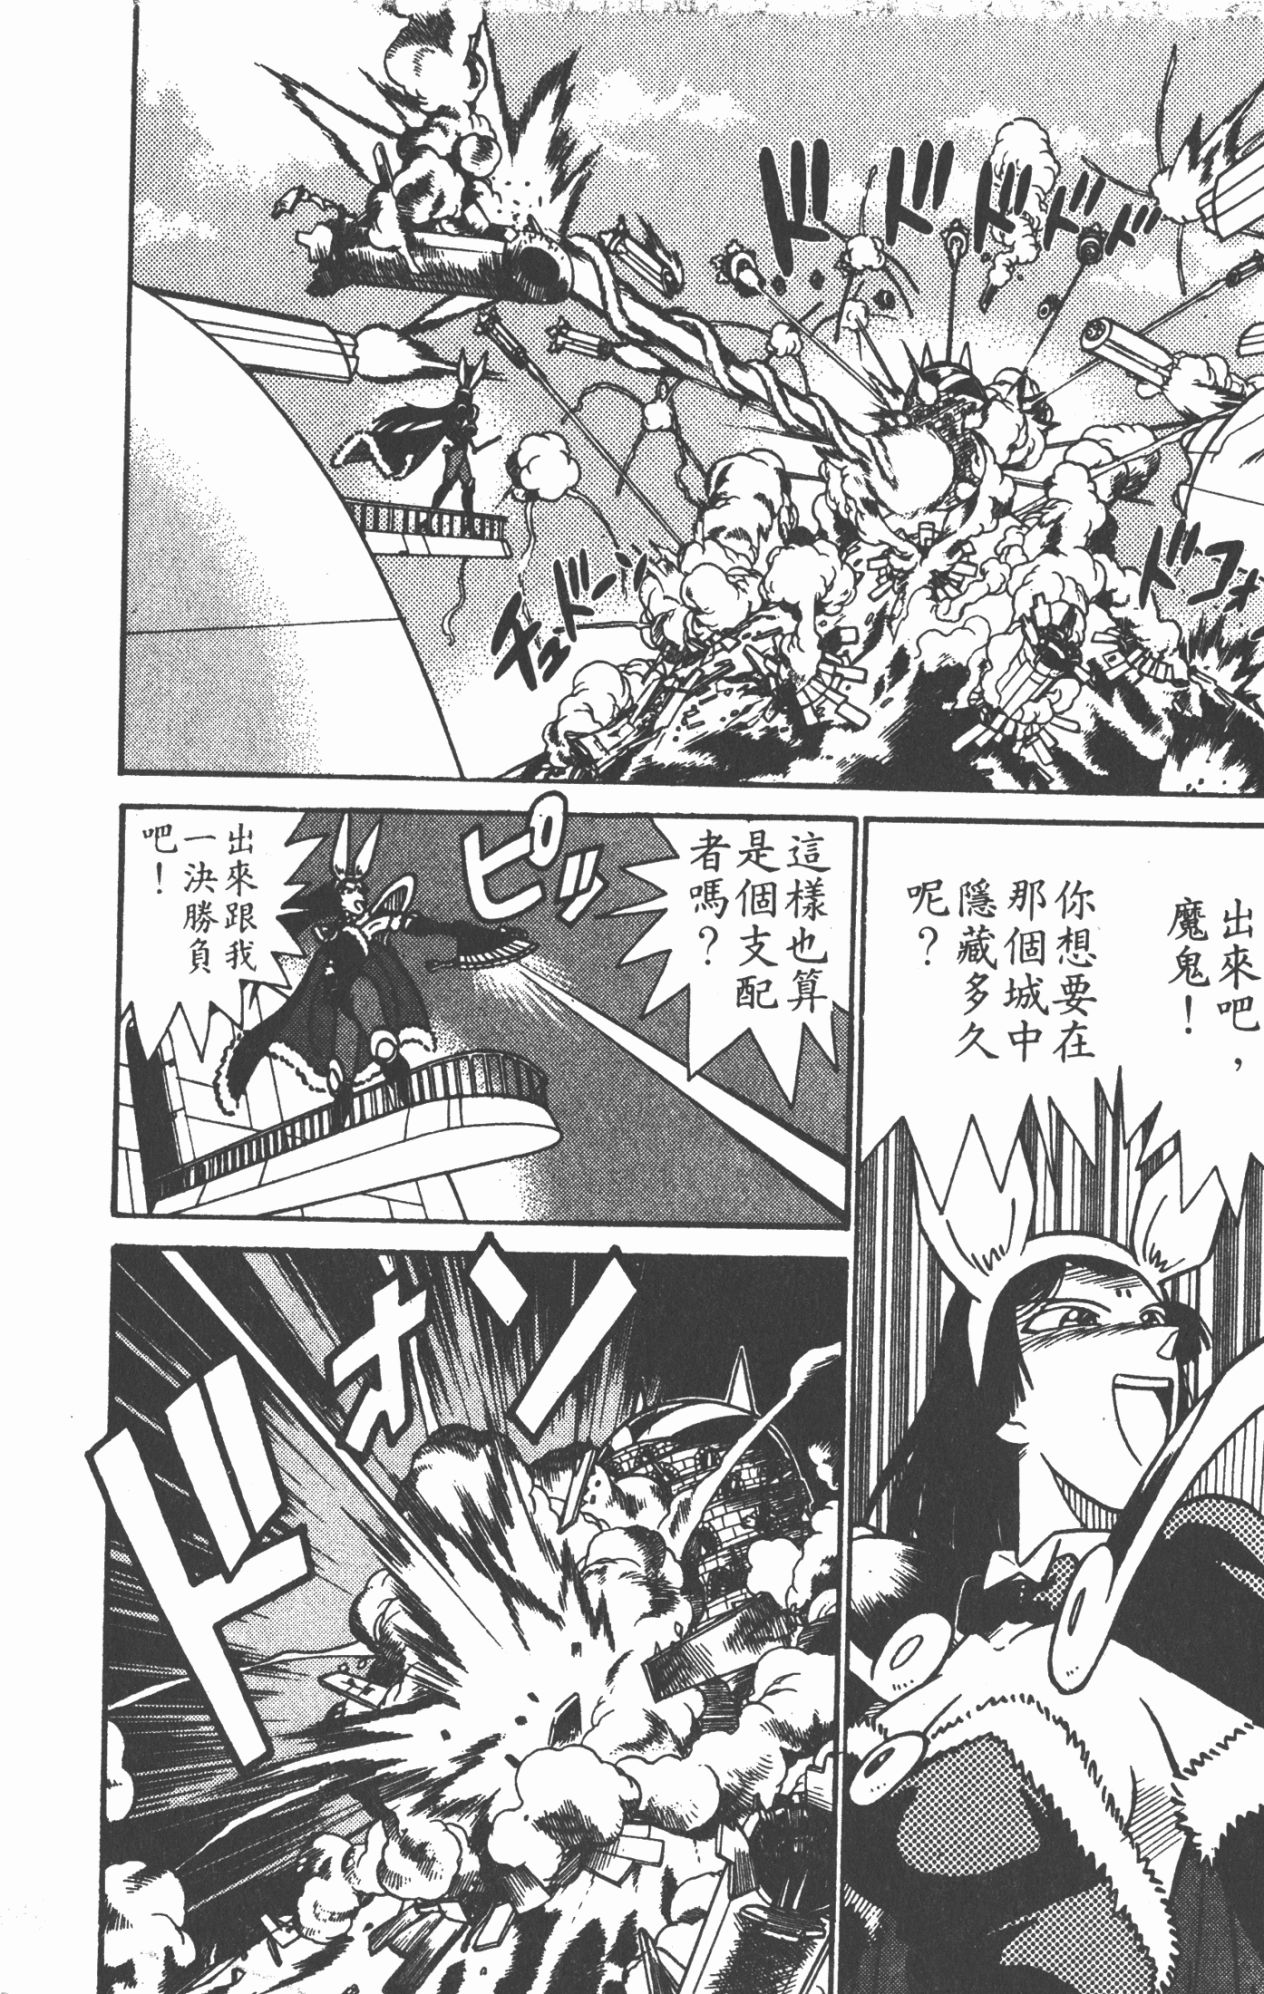 ドドドドド
ドゴォ
チュドーン
出來吧，
魔鬼！
你想要在
那個城中
隱藏多久
呢？
這樣也算
是個支配
者嗎？
ピッ
出來跟我
一決勝負
吧！
ドオン